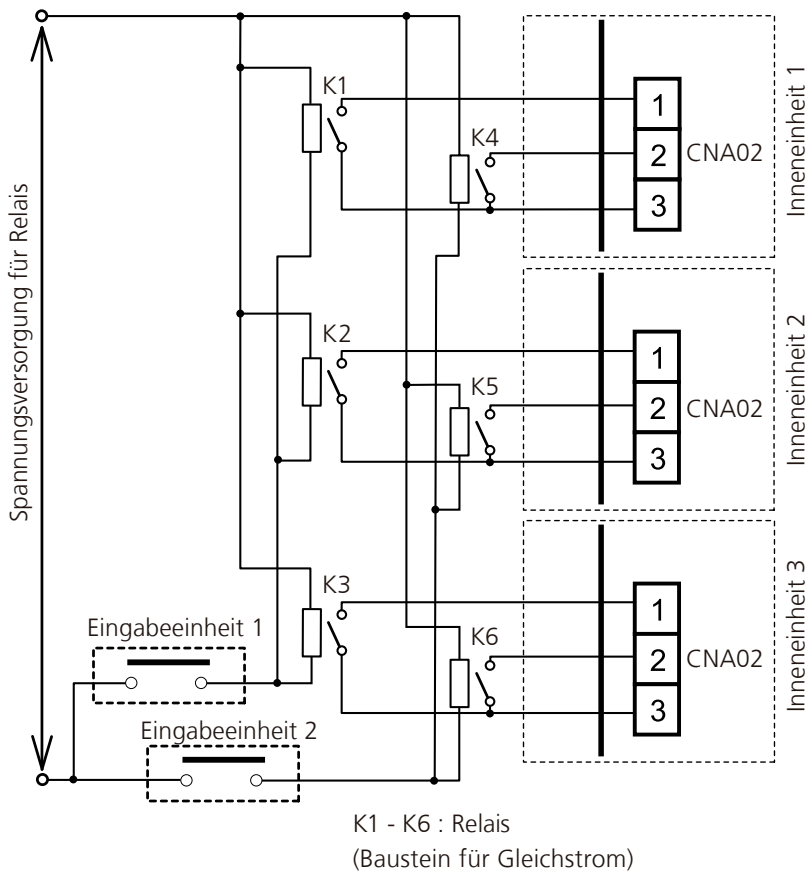 Spannungsversorgung für Relais
K1
1
K4
2
CNA02
3
Inneneinheit 1
K2
1
K5
2
CNA02
3
Inneneinheit 2
K3
1
Eingabeeinheit 1
K6
2
CNA02
3
Inneneinheit 3
Eingabeeinheit 2
K1 - K6 : Relais
(Baustein für Gleichstrom)